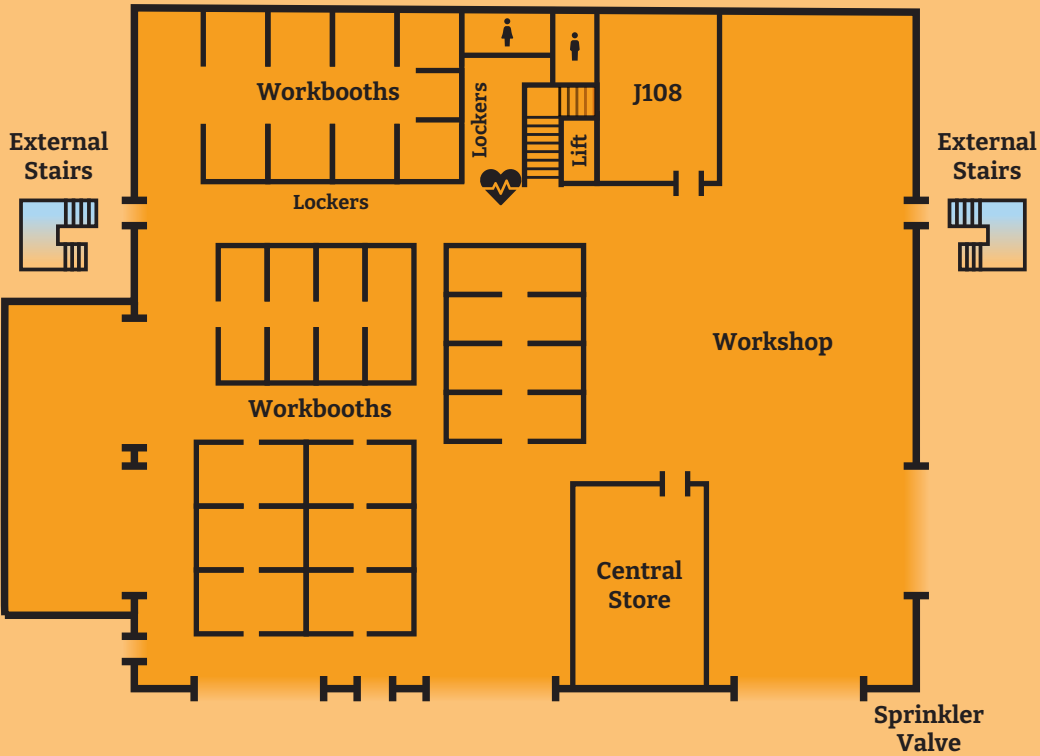 Workbooths
Lockers
J108
Lift
External
Stairs
External
Stairs
Lockers
Workshop
Workbooths
Central
Store
Sprinkler
Valve